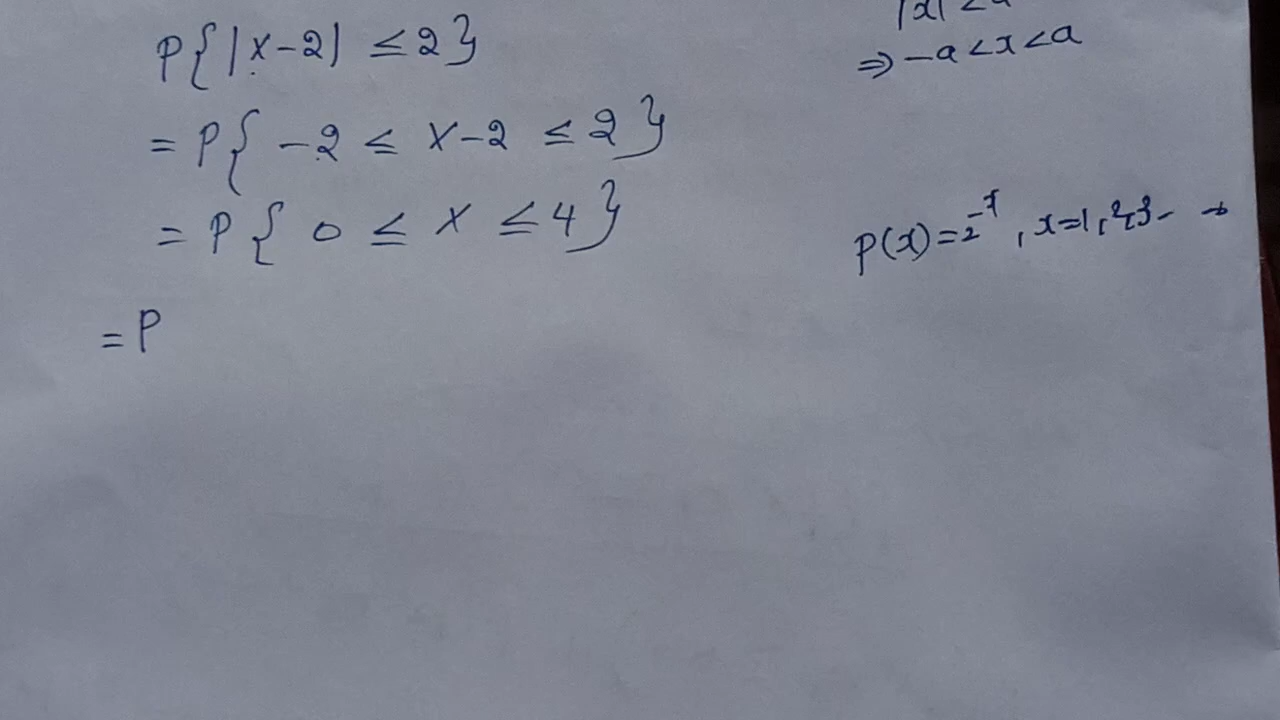 P{|X-2| ≤2}
= P{ -2 ≤ X-2 ≤ 2}
= P{ 0 ≤ X ≤ 4}
= P
|x| <a
⇒ -a < x < a
P(x)=2^-x , x=1,2,3-